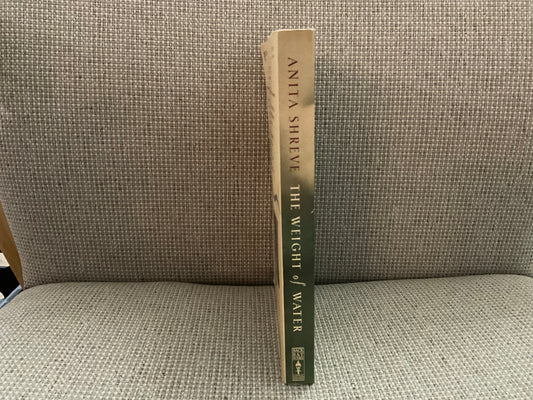 ANITA SHREVE THE WEIGHT of WATER